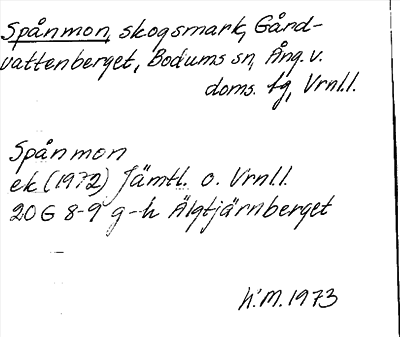 Spånmon, skogsmark, Gård-
vattenberget, Bodums sn, Ång. v.
doms. fg, Vrnl.l.
Spånmon
ek (1972) Jämtl. o. Vrnl.l.
20 G 8-9 g-h Älgtjärnberget
h.M. 1973